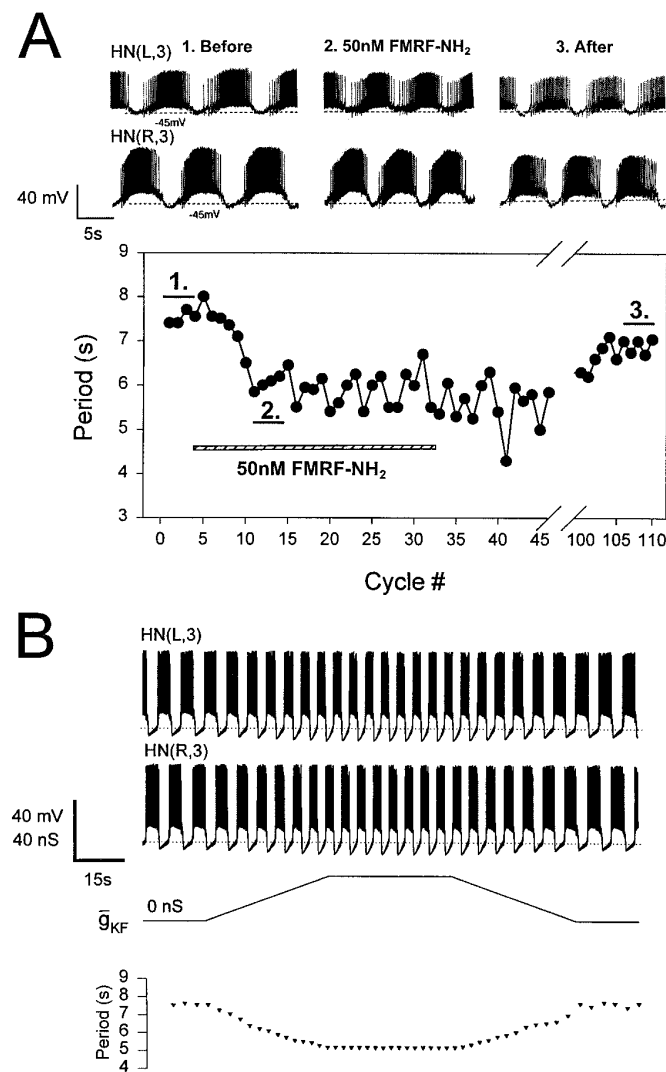 A
HN(L,3)
1. Before
2. 50nM FMRF-NH₂
3. After
-45mV
HN(R,3)
-45mV
40 mV
5s
9
8
7
6
5
4
3
Period (s)
1.
2.
3.
50nM FMRF-NH₂
0 5 10 15 20 25 30 35 40 45 100 105 110
Cycle #
B
HN(L,3)
HN(R,3)
40 mV
40 nS
15s
g̅KF
0 nS
9
8
7
6
5
4
Period (s)